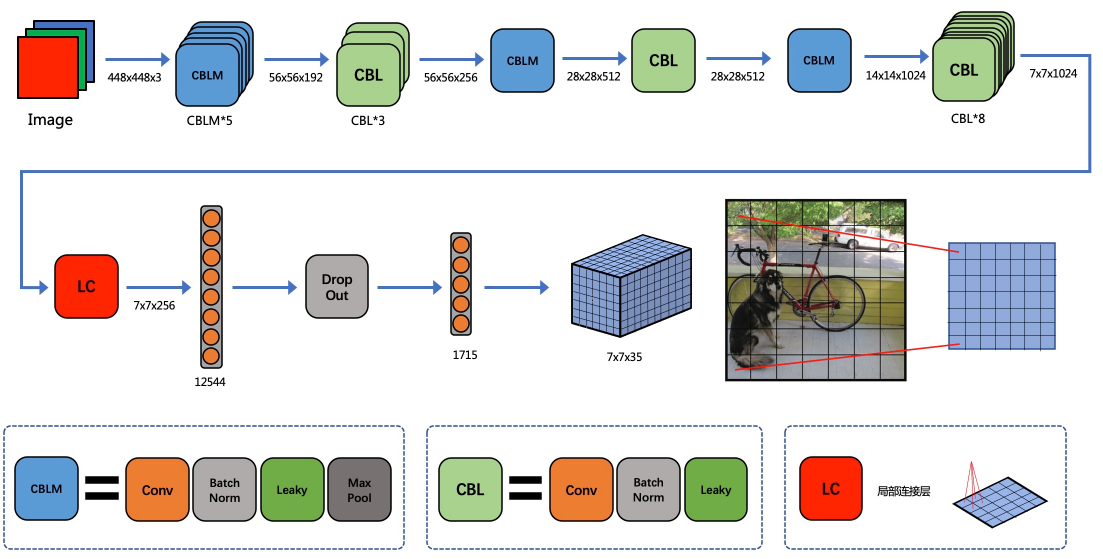 Image
448x448x3
CBLM
CBLM*5
56x56x192
CBL
CBL*3
56x56x256
CBLM
28x28x512
CBL
28x28x512
CBLM
14x14x1024
CBL
CBL*8
7x7x1024
LC
7x7x256
12544
Drop
Out
1715
7x7x35
CBLM
Conv
Batch
Norm
Leaky
Max
Pool
CBL
Conv
Batch
Norm
Leaky
LC
局部连接层